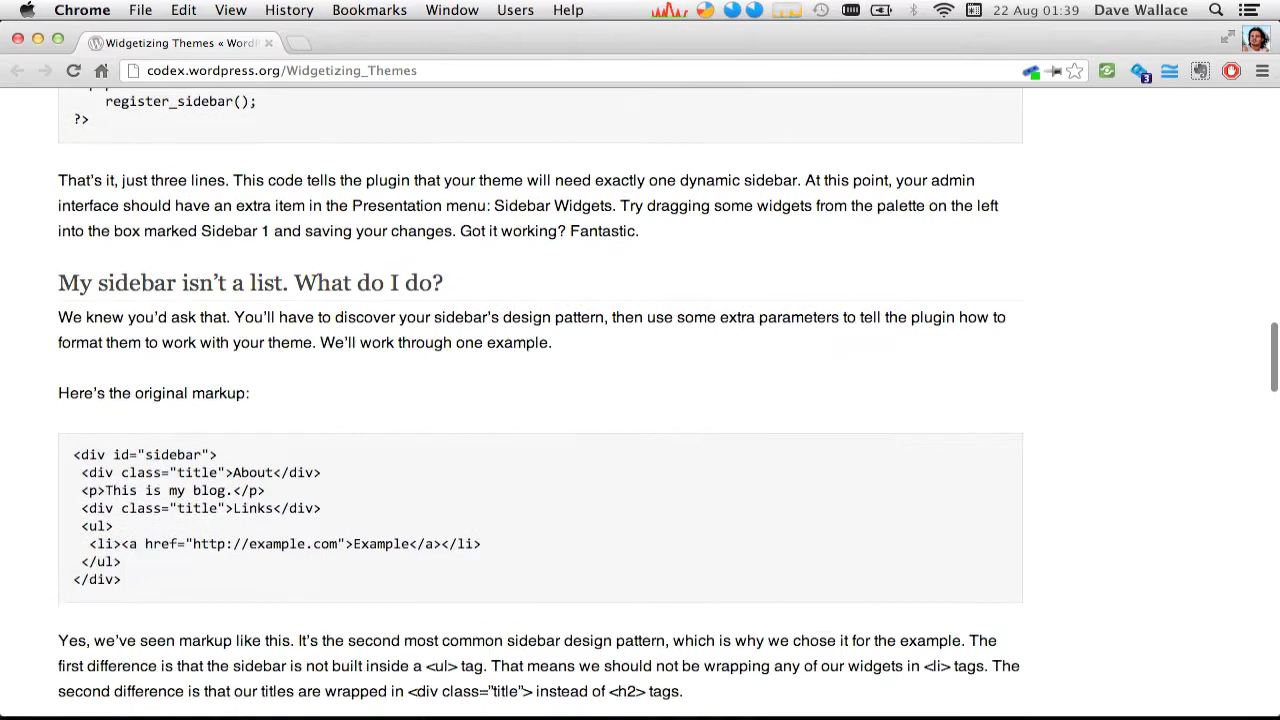 Chrome File Edit View History Bookmarks Window Users Help 22 Aug 01:39 Dave Wallace
Widgetizing Themes « Word
codex.wordpress.org/Widgetizing_Themes
3
register_sidebar();
?>
That's it, just three lines. This code tells the plugin that your theme will need exactly one dynamic sidebar. At this point, your admin
interface should have an extra item in the Presentation menu: Sidebar Widgets. Try dragging some widgets from the palette on the left
into the box marked Sidebar 1 and saving your changes. Got it working? Fantastic.
My sidebar isn't a list. What do I do?
We knew you'd ask that. You'll have to discover your sidebar's design pattern, then use some extra parameters to tell the plugin how to
format them to work with your theme. We'll work through one example.
Here's the original markup:
<div id="sidebar">
<div class="title">About</div>
<p>This is my blog.</p>
<div class="title">Links</div>
<ul>
<li><a href="http://example.com">Example</a></li>
</ul>
</div>
Yes, we've seen markup like this. It's the second most common sidebar design pattern, which is why we chose it for the example. The
first difference is that the sidebar is not built inside a <ul> tag. That means we should not be wrapping any of our widgets in <li> tags. The
second difference is that our titles are wrapped in <div class="title"> instead of <h2> tags.